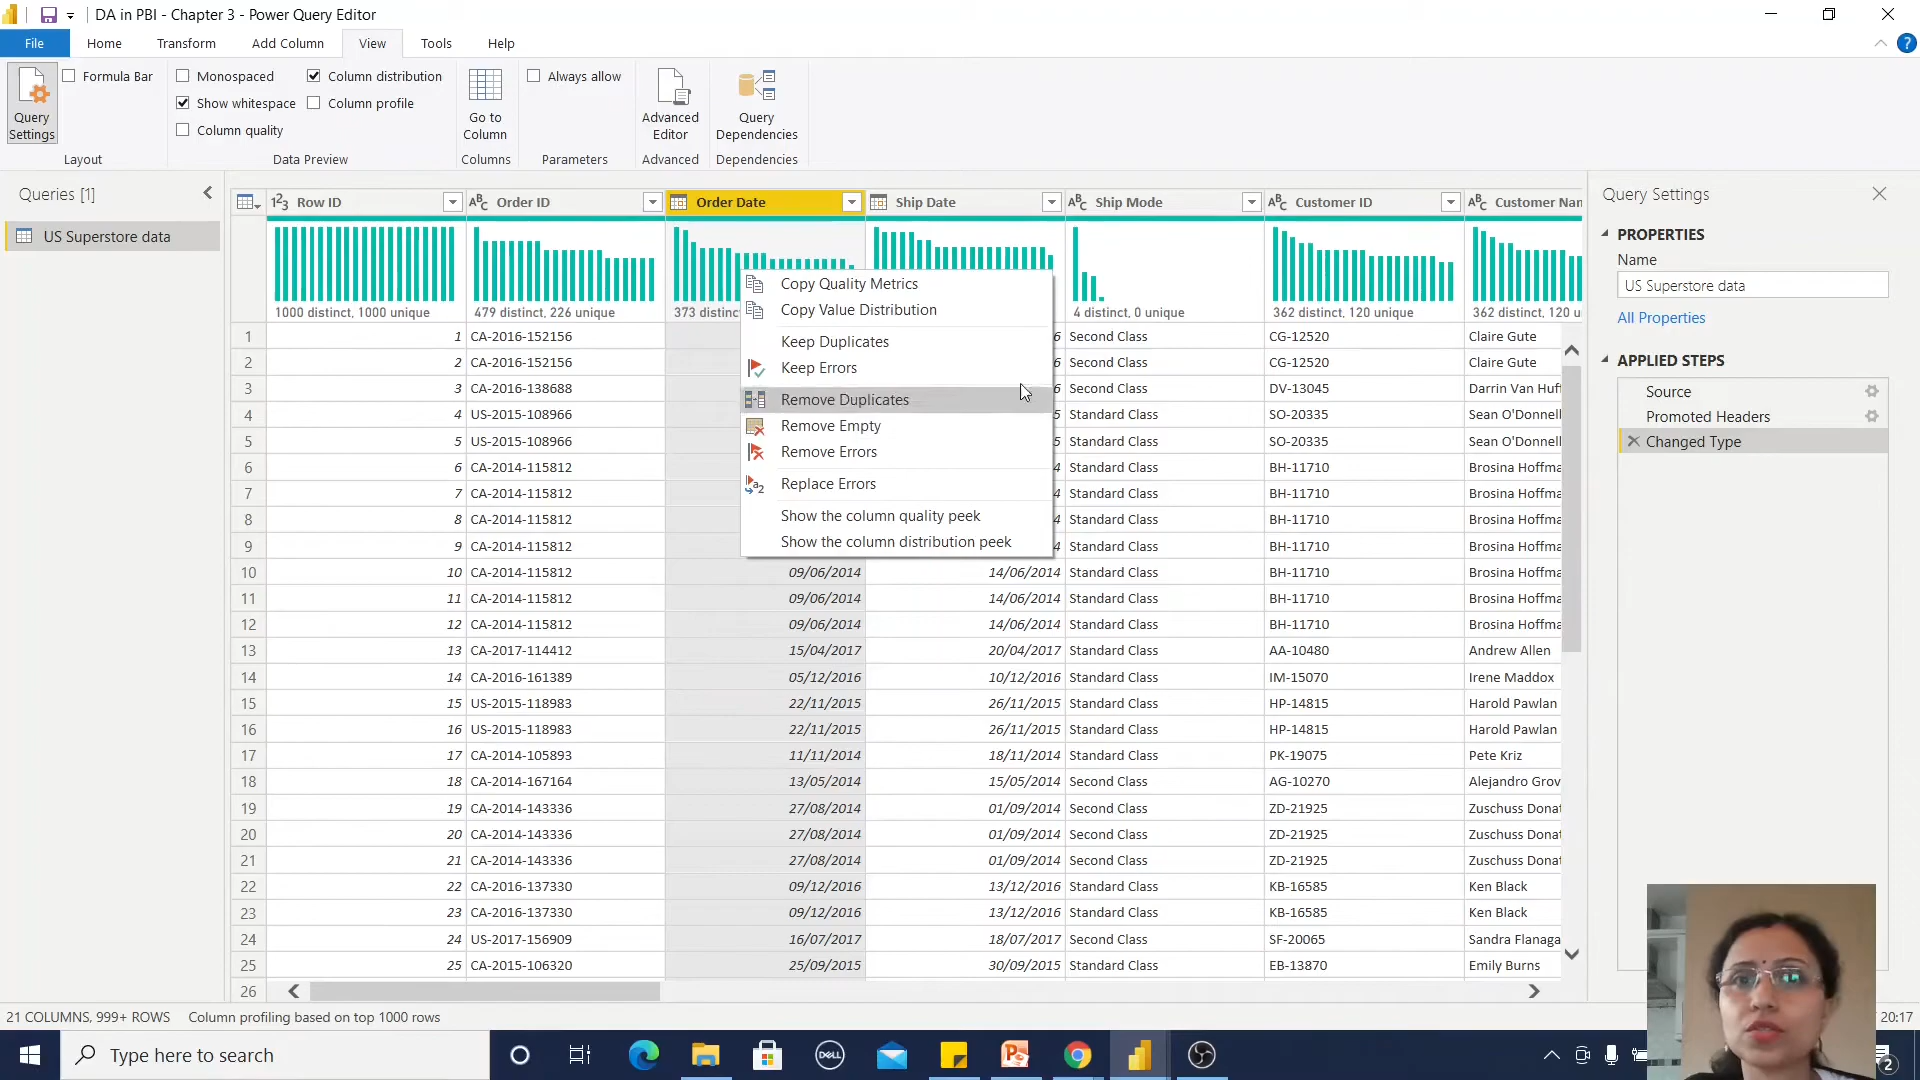 DA in PBI - Chapter 3 - Power Query Editor
File Home Transform Add Column View Tools Help
Query Settings
Formula Bar
Layout
Monospaced
Show whitespace
Column quality
Column distribution
Column profile
Data Preview
Go to Column
Columns
Always allow
Parameters
Advanced Editor
Advanced
Query Dependencies
Dependencies
Queries [1]
US Superstore data
Row ID Order ID Order Date Ship Date Ship Mode Customer ID Customer Nan
1000 distinct, 1000 unique 479 distinct, 226 unique 373 distinc 4 distinct, 0 unique 362 distinct, 120 unique 362 distinct, 120 u
Copy Quality Metrics
Copy Value Distribution
Keep Duplicates
Keep Errors
Remove Duplicates
Remove Empty
Remove Errors
Replace Errors
Show the column quality peek
Show the column distribution peek
1 1 CA-2016-152156 6 Second Class CG-12520 Claire Gute
2 2 CA-2016-152156 6 Second Class CG-12520 Claire Gute
3 3 CA-2016-138688 6 Second Class DV-13045 Darrin Van Huf
4 4 US-2015-108966 5 Standard Class SO-20335 Sean O'Donnell
5 5 US-2015-108966 5 Standard Class SO-20335 Sean O'Donnell
6 6 CA-2014-115812 4 Standard Class BH-11710 Brosina Hoffma
7 7 CA-2014-115812 4 Standard Class BH-11710 Brosina Hoffma
8 8 CA-2014-115812 4 Standard Class BH-11710 Brosina Hoffma
9 9 CA-2014-115812 4 Standard Class BH-11710 Brosina Hoffma
10 10 CA-2014-115812 09/06/2014 14/06/2014 Standard Class BH-11710 Brosina Hoffma
11 11 CA-2014-115812 09/06/2014 14/06/2014 Standard Class BH-11710 Brosina Hoffma
12 12 CA-2014-115812 09/06/2014 14/06/2014 Standard Class BH-11710 Brosina Hoffma
13 13 CA-2017-114412 15/04/2017 20/04/2017 Standard Class AA-10480 Andrew Allen
14 14 CA-2016-161389 05/12/2016 10/12/2016 Standard Class IM-15070 Irene Maddox
15 15 US-2015-118983 22/11/2015 26/11/2015 Standard Class HP-14815 Harold Pawlan
16 16 US-2015-118983 22/11/2015 26/11/2015 Standard Class HP-14815 Harold Pawlan
17 17 CA-2014-105893 11/11/2014 18/11/2014 Standard Class PK-19075 Pete Kriz
18 18 CA-2014-167164 13/05/2014 15/05/2014 Second Class AG-10270 Alejandro Grov
19 19 CA-2014-143336 27/08/2014 01/09/2014 Second Class ZD-21925 Zuschuss Donat
20 20 CA-2014-143336 27/08/2014 01/09/2014 Second Class ZD-21925 Zuschuss Donat
21 21 CA-2014-143336 27/08/2014 01/09/2014 Second Class ZD-21925 Zuschuss Donat
22 22 CA-2016-137330 09/12/2016 13/12/2016 Standard Class KB-16585 Ken Black
23 23 CA-2016-137330 09/12/2016 13/12/2016 Standard Class KB-16585 Ken Black
24 24 US-2017-156909 16/07/2017 18/07/2017 Second Class SF-20065 Sandra Flanaga
25 25 CA-2015-106320 25/09/2015 30/09/2015 Standard Class EB-13870 Emily Burns
26
Query Settings
PROPERTIES
Name
US Superstore data
All Properties
APPLIED STEPS
Source
Promoted Headers
Changed Type
21 COLUMNS, 999+ ROWS Column profiling based on top 1000 rows
20:17
Type here to search
DELL
2